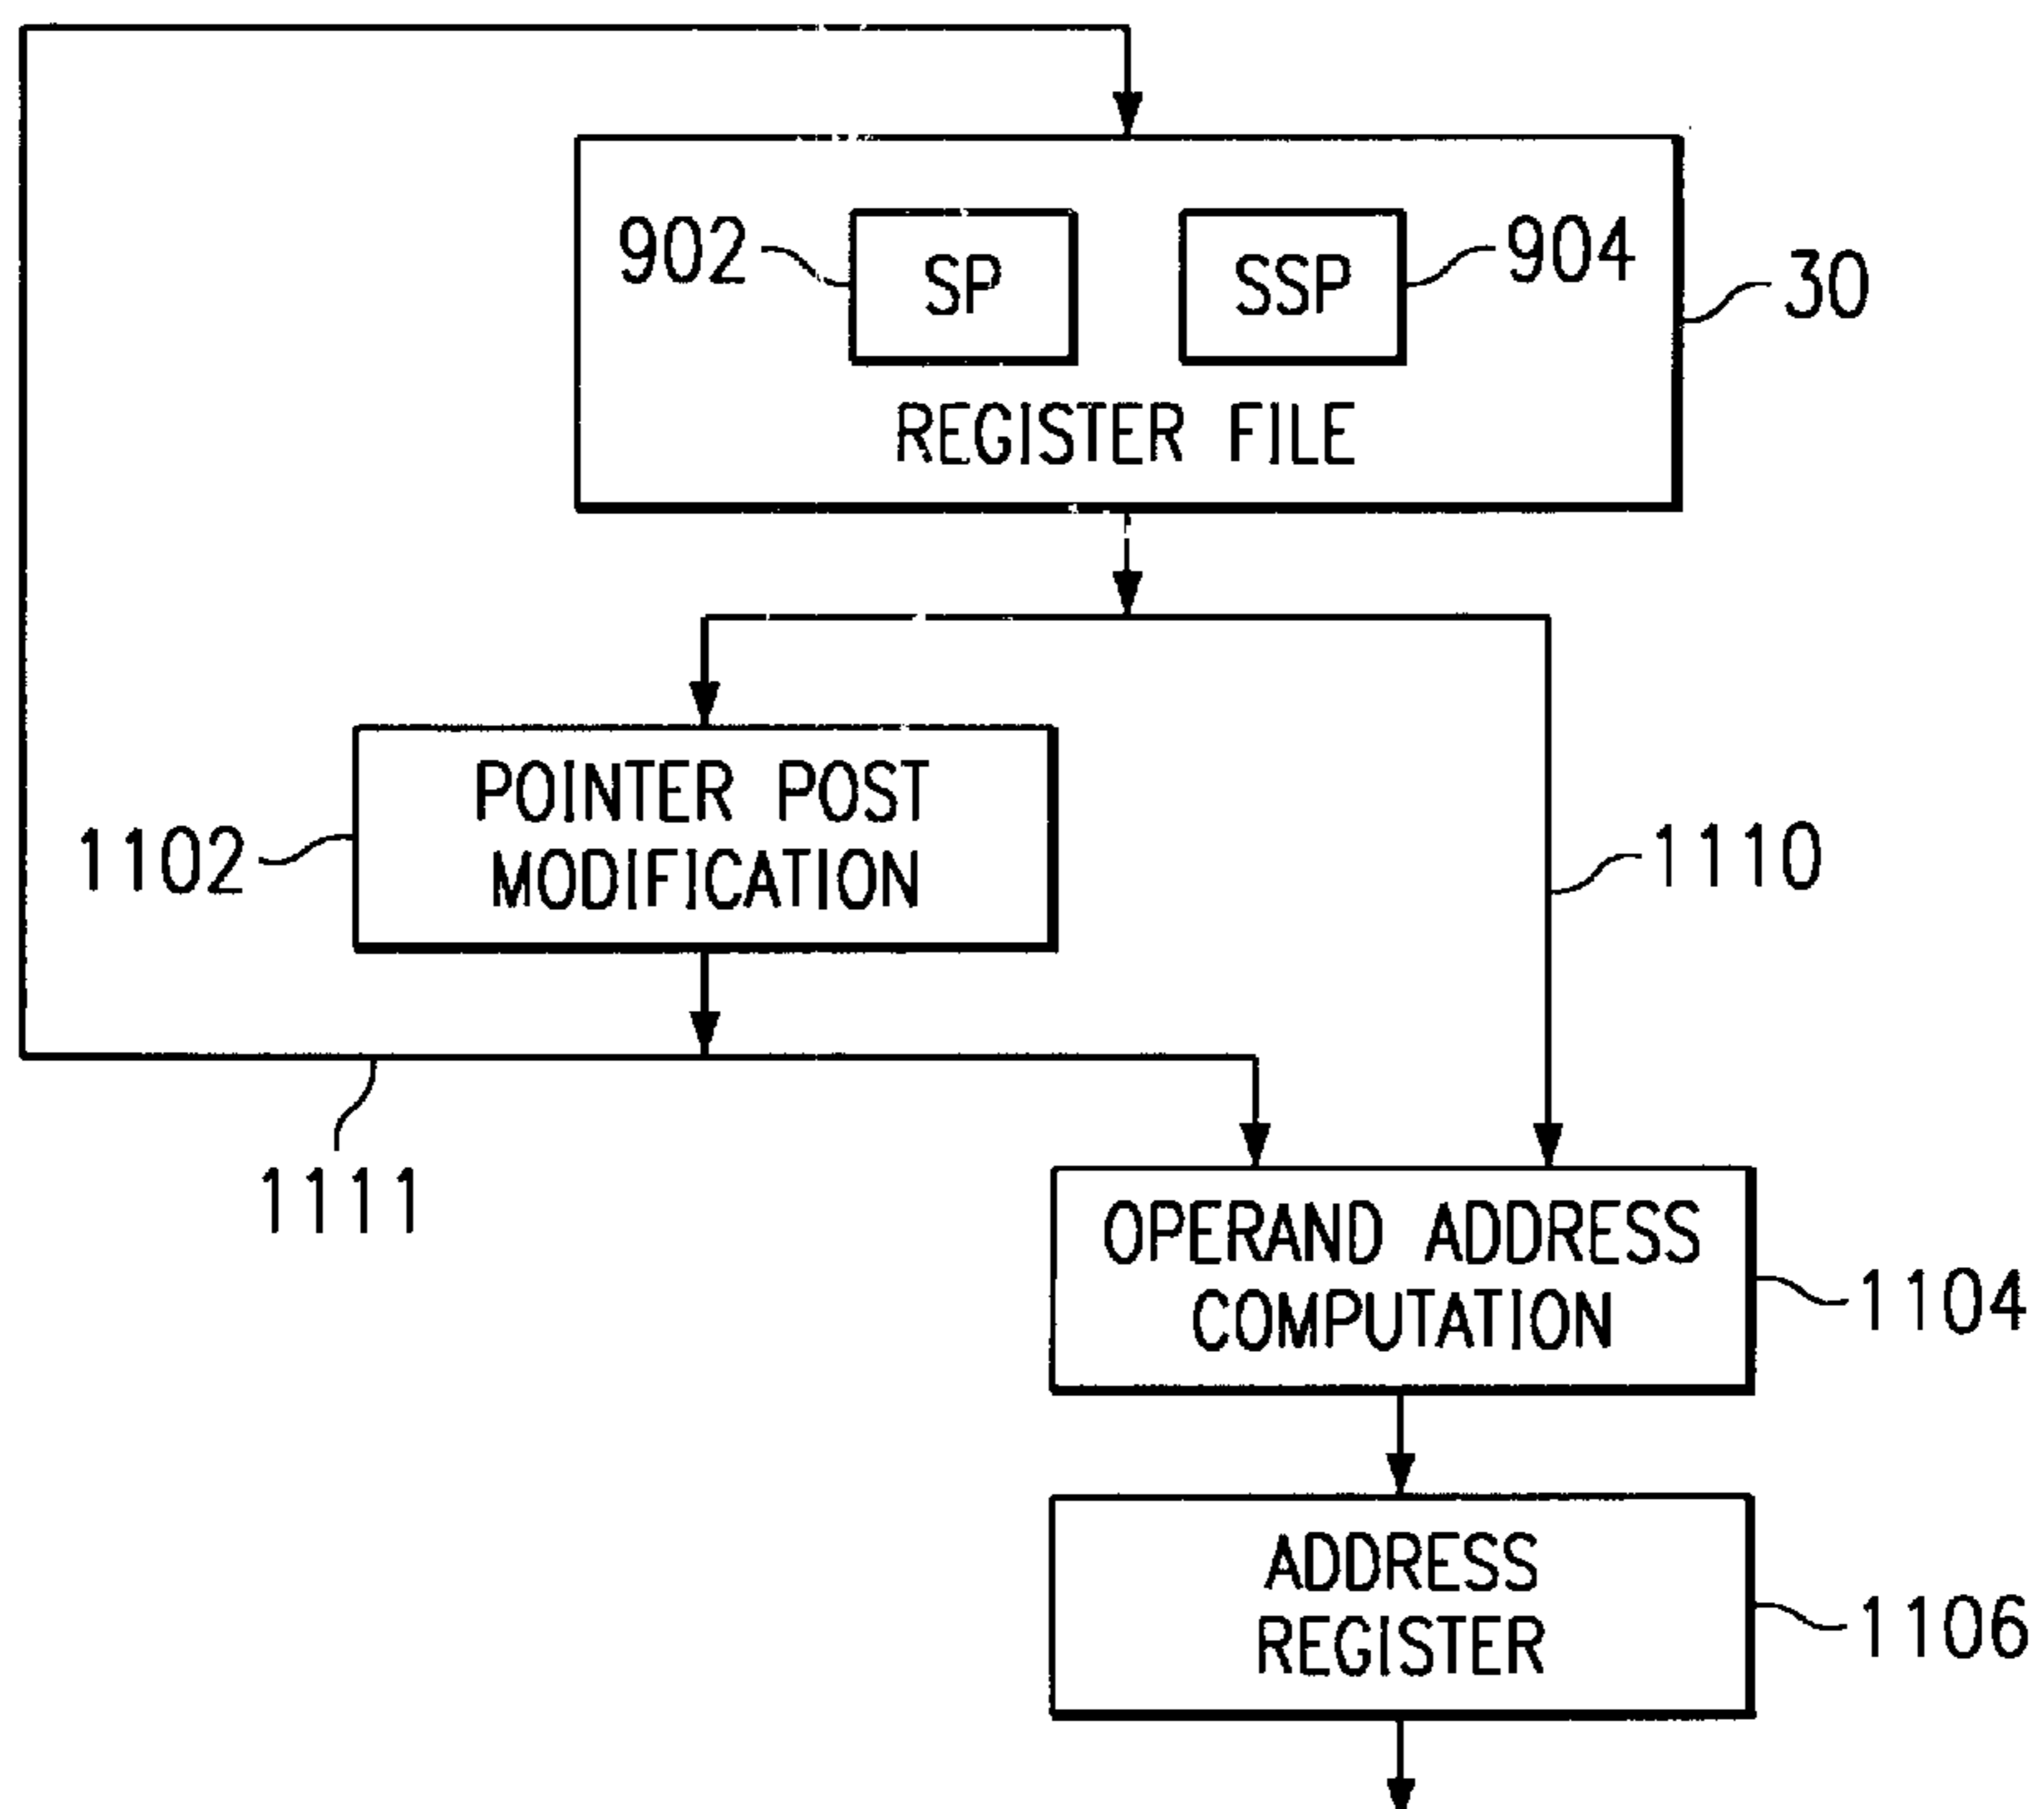 902
SP
SSP
904
30
REGISTER FILE
POINTER POST
MODIFICATION
1102
1110
1111
OPERAND ADDRESS
COMPUTATION
1104
ADDRESS
REGISTER
1106